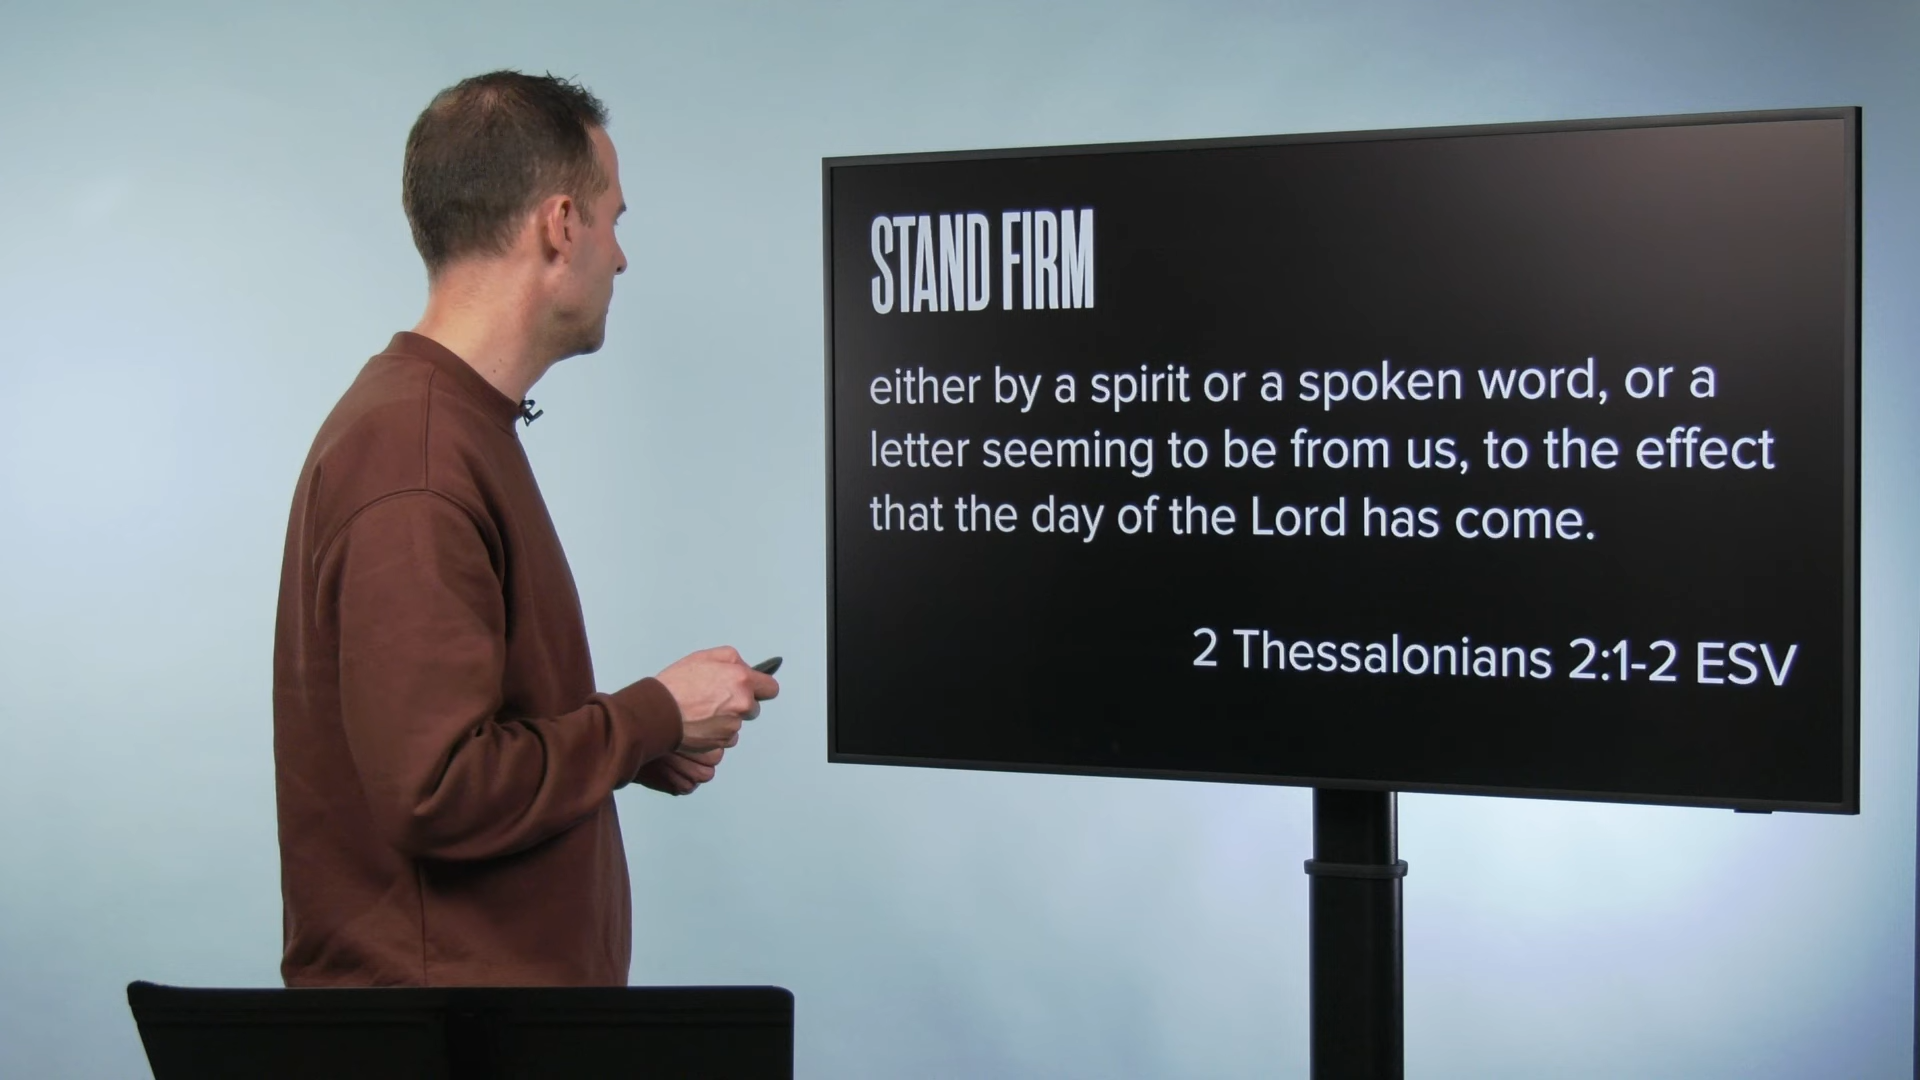 STAND FIRM
either by a spirit or a spoken word, or a
letter seeming to be from us, to the effect
that the day of the Lord has come.
2 Thessalonians 2:1-2 ESV